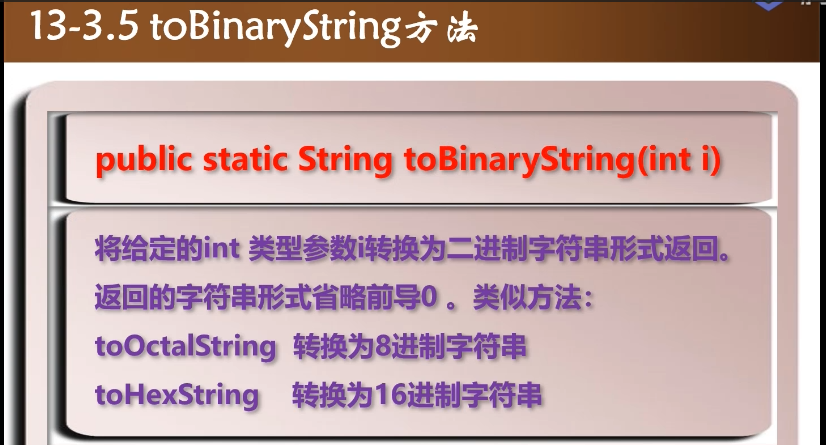 13-3.5 toBinaryString方法
public static String toBinaryString(int i)
将给定的int 类型参数i转换为二进制字符串形式返回。
返回的字符串形式省略前导0 。类似方法：
toOctalString 转换为8进制字符串
toHexString 转换为16进制字符串